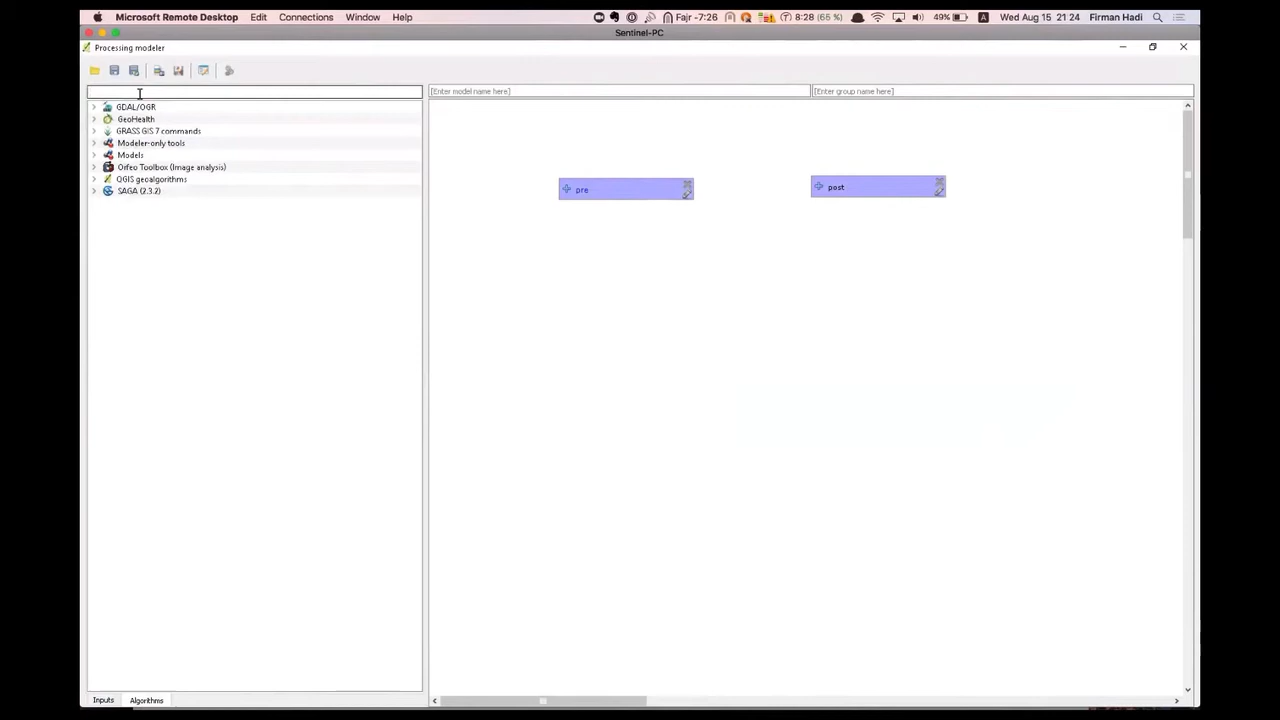 Microsoft Remote Desktop Edit Connections Window Help Fajr -7:26 8:28 (65 %) 49% A Wed Aug 15 21 24 Firman Hadi
Sentinel-PC
Processing modeler
[Enter model name here] [Enter group name here]
GDAL/OGR
GeoHealth
GRASS GIS 7 commands
Modeler-only tools
Models
Orfeo Toolbox (Image analysis)
QGIS geoalgorithms
SAGA (2.3.2)
pre post
Inputs Algorithms